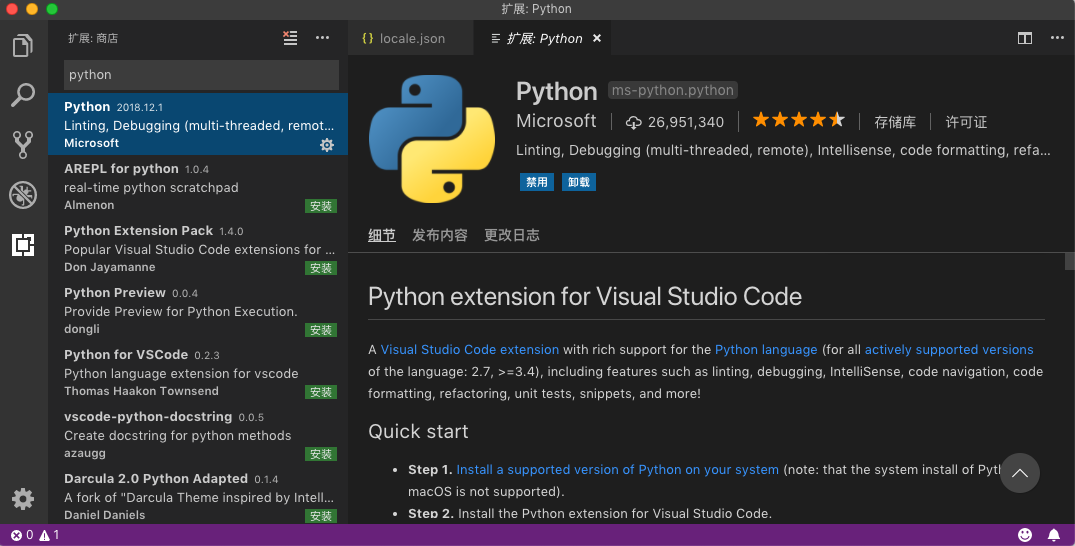 扩展: Python
扩展: 商店
python
Python 2018.12.1
Linting, Debugging (multi-threaded, remot...
Microsoft
AREPL for python 1.0.4
real-time python scratchpad
Almenon
安装
Python Extension Pack 1.4.0
Popular Visual Studio Code extensions for ...
Don Jayamanne
安装
Python Preview 0.0.4
Provide Preview for Python Execution.
dongli
安装
Python for VSCode 0.2.3
Python language extension for vscode
Thomas Haakon Townsend
安装
vscode-python-docstring 0.0.5
Create docstring for python methods
azaugg
安装
Darcula 2.0 Python Adapted 0.1.4
A fork of "Darcula Theme inspired by Intell...
Daniel Daniels
安装
{} locale.json
扩展: Python
Python ms-python.python
Microsoft 26,951,340 存储库 许可证
Linting, Debugging (multi-threaded, remote), Intellisense, code formatting, refa...
禁用 卸载
细节 发布内容 更改日志
Python extension for Visual Studio Code
A Visual Studio Code extension with rich support for the Python language (for all actively supported versions
of the language: 2.7, >=3.4), including features such as linting, debugging, IntelliSense, code navigation, code
formatting, refactoring, unit tests, snippets, and more!
Quick start
• Step 1. Install a supported version of Python on your system (note: that the system install of Pyth
macOS is not supported).
• Step 2. Install the Python extension for Visual Studio Code.
0 1